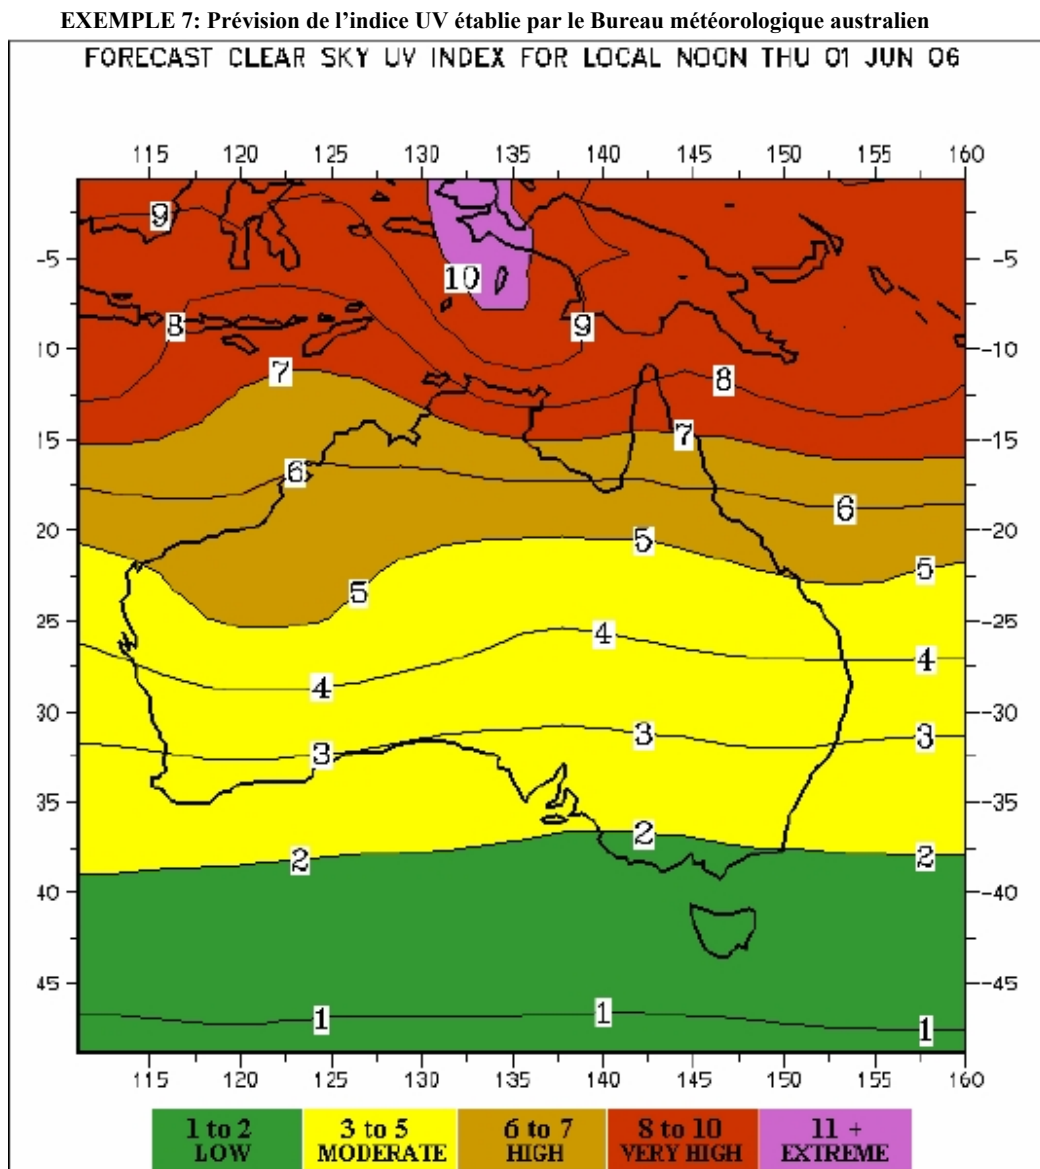 EXEMPLE 7: Prévision de l’indice UV établie par le Bureau météorologique australien
FORECAST CLEAR SKY UV INDEX FOR LOCAL NOON THU 01 JUN 06
115 120 125 130 135 140 145 150 155 160
9
-5 10 -5
8 9
10 -10
7 8
15 7 -15
6 6
20 -20
5 5
5
25 -25
4 4
4
30 -30
3 3 3
35 -35
2 2 2
40 -40
45 -45
1 1 1
115 120 125 130 135 140 145 150 155 160
1 to 2 3 to 5 6 to 7 8 to 10 11 +
LOW MODERATE HIGH VERY HIGH EXTREME